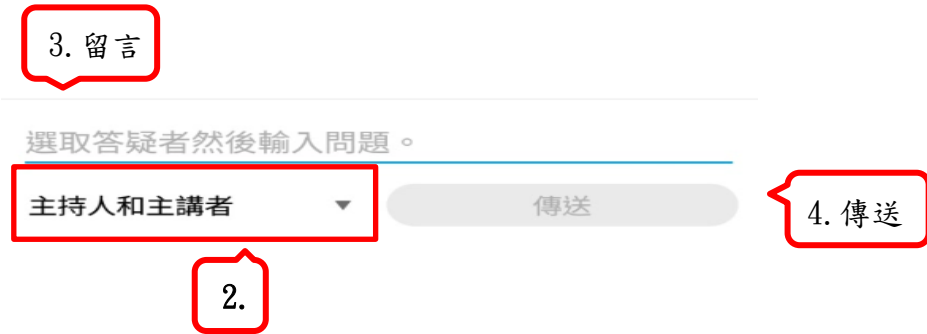 3. 留言
選取答疑者然後輸入問題。
主持人和主講者
傳送
4. 傳送
2.